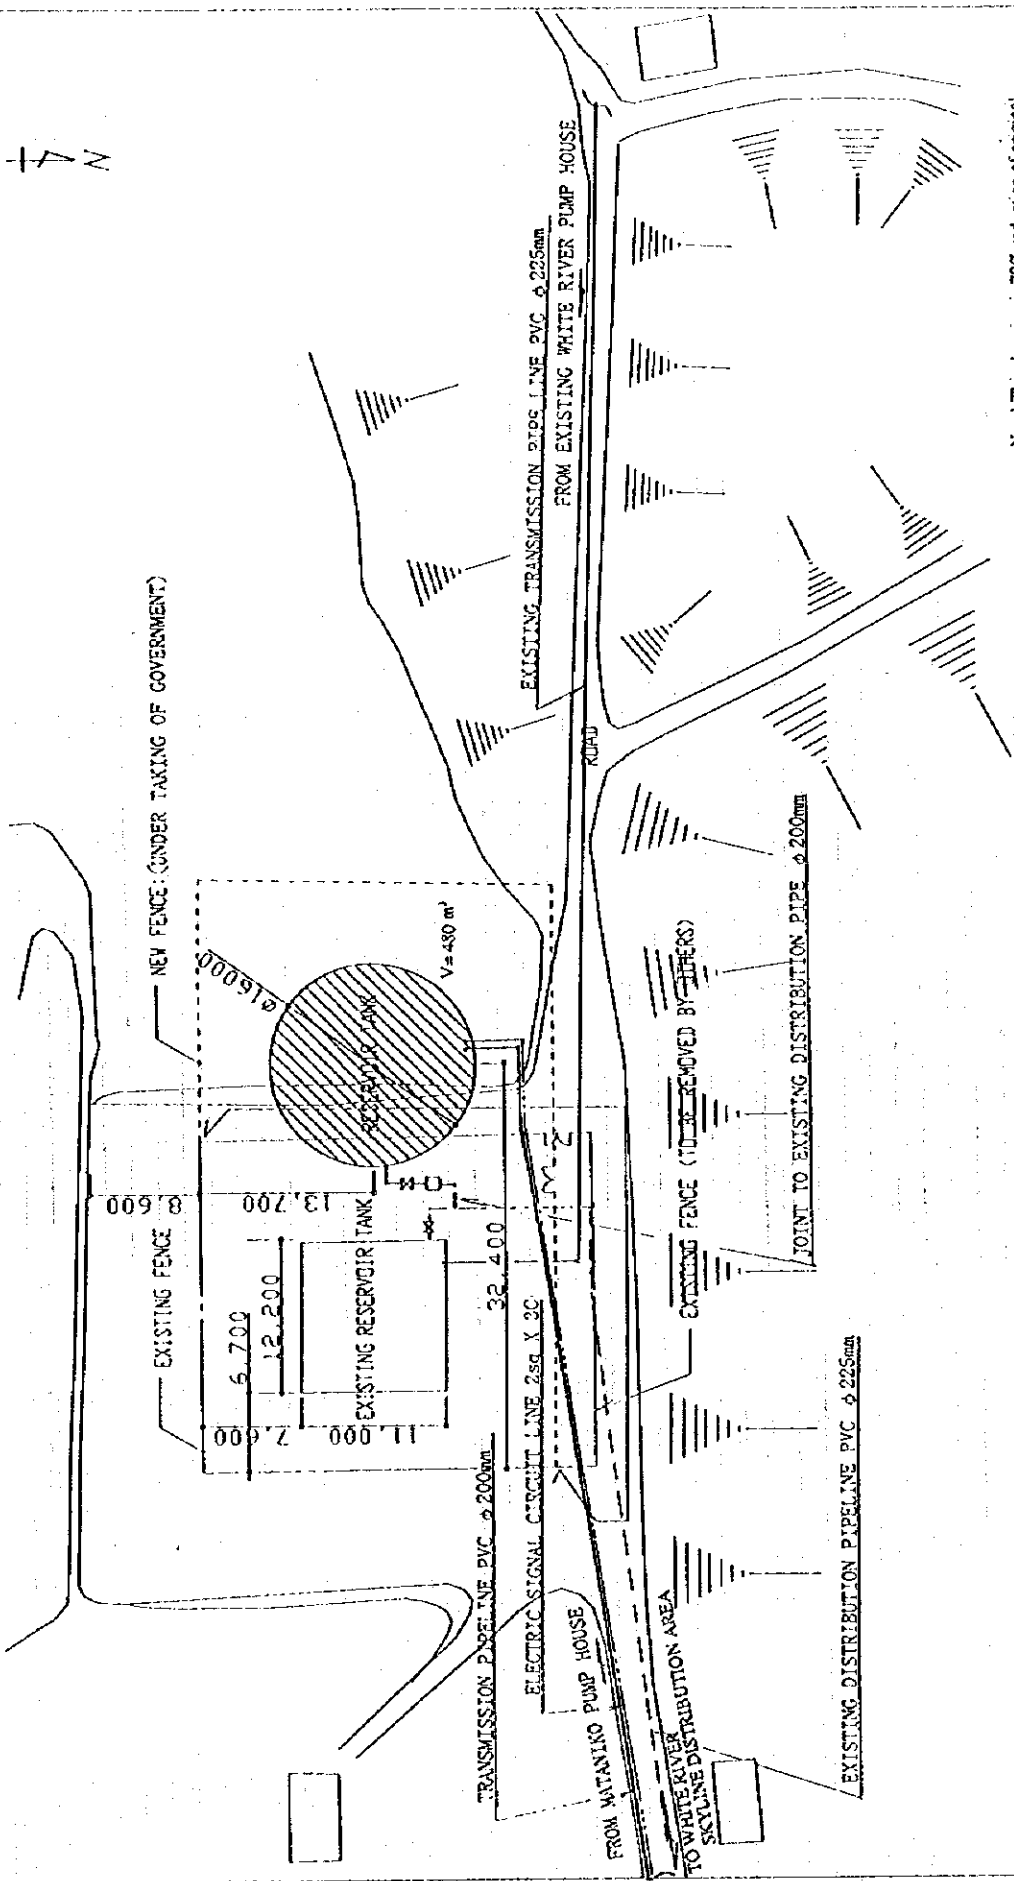 N
NEW FENCE:(UNDER TAKING OF GOVERNMENT)
EXISTING FENCE
8,600
13,700
⌀16000
RESERVOIR TANK
V=480 m³
6,700
12,200
7,600
11,000
EXISTING RESERVOIR TANK
32,400
EXISTING TRANSMISSION PIPE LINE PVC φ225mm
FROM EXISTING WHITE RIVER PUMP HOUSE
ROAD
TRANSMISSION PIPELINE PVC φ200mm
ELECTRIC SIGNAL CIRCUIT LINE 2sq X 3C
FROM MATANIKO PUMP HOUSE
TO WHITE RIVER
SKYLINE DISTRIBUTION AREA
EXISTING FENCE (TO BE REMOVED BY OTHERS)
JOINT TO EXISTING DISTRIBUTION PIPE φ200mm
EXISTING DISTRIBUTION PIPELINE PVC φ225mm